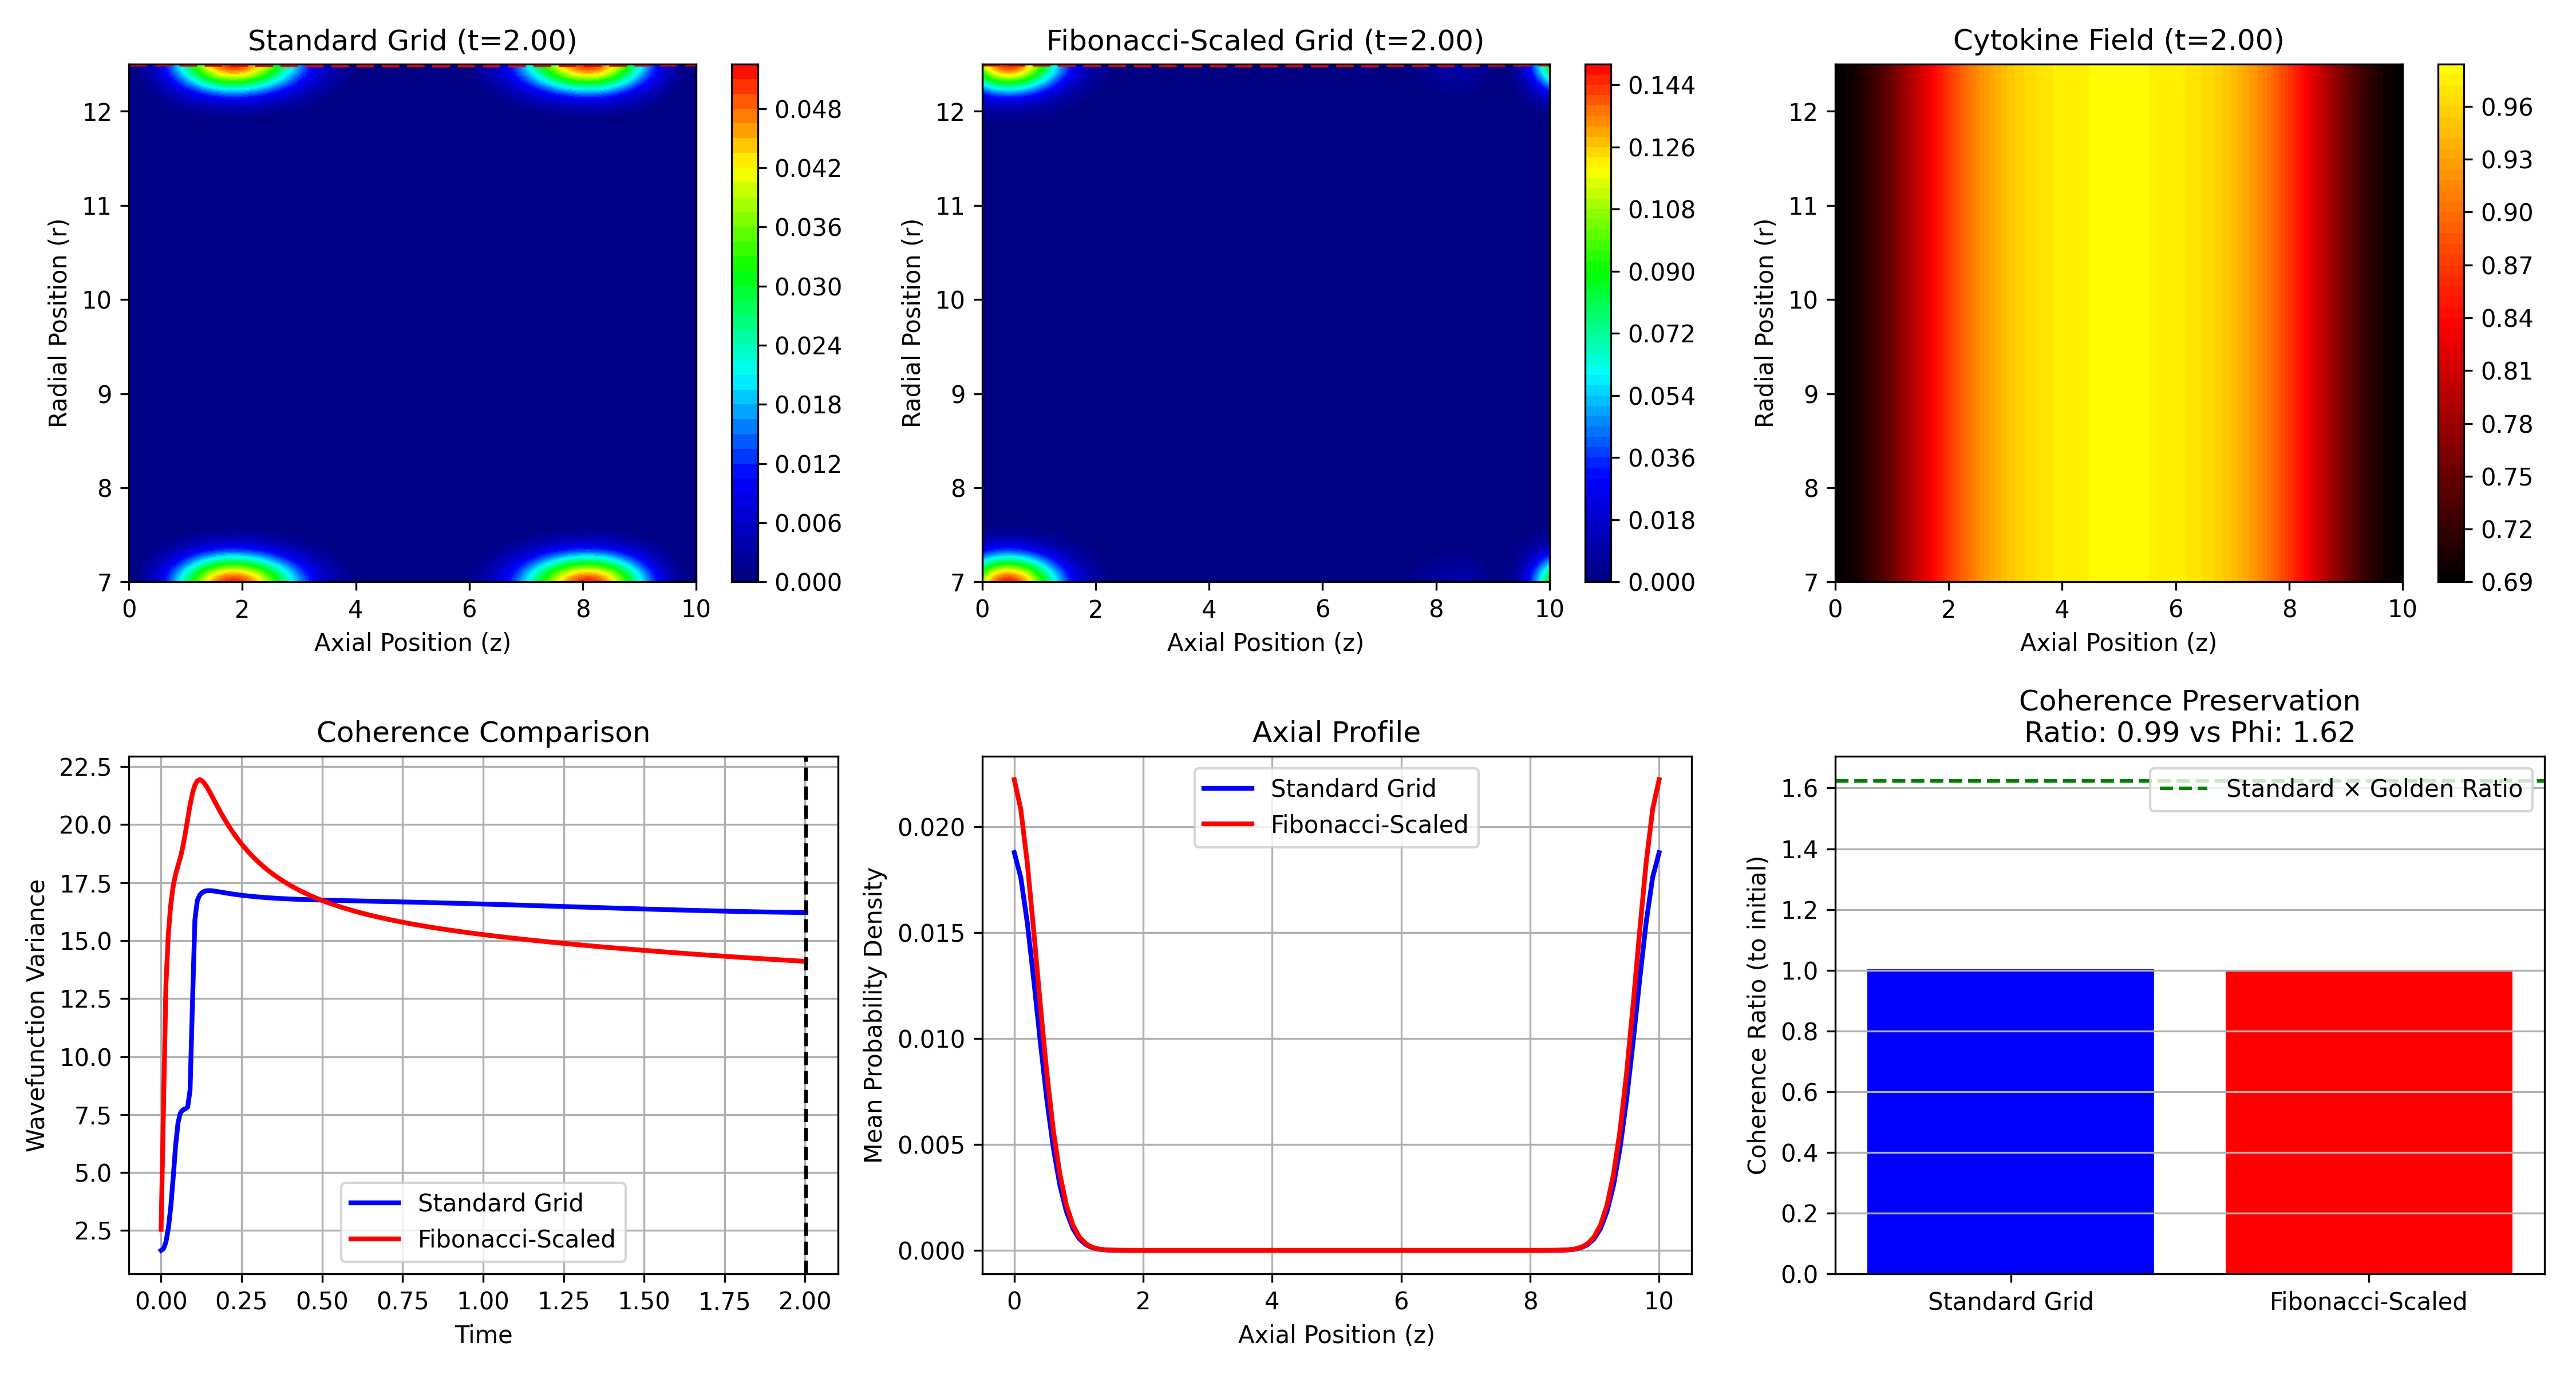 Standard Grid (t=2.00)
Radial Position (r)
12
11
10
9
8
7
0 2 4 6 8 10
Axial Position (z)
0.048
0.042
0.036
0.030
0.024
0.018
0.012
0.006
0.000
Fibonacci-Scaled Grid (t=2.00)
Radial Position (r)
12
11
10
9
8
7
0 2 4 6 8 10
Axial Position (z)
0.144
0.126
0.108
0.090
0.072
0.054
0.036
0.018
0.000
Cytokine Field (t=2.00)
Radial Position (r)
12
11
10
9
8
7
0 2 4 6 8 10
Axial Position (z)
0.96
0.93
0.90
0.87
0.84
0.81
0.78
0.75
0.72
0.69
Coherence Comparison
Wavefunction Variance
22.5
20.0
17.5
15.0
12.5
10.0
7.5
5.0
2.5
Standard Grid
Fibonacci-Scaled
0.00 0.25 0.50 0.75 1.00 1.25 1.50 1.75 2.00
Time
Axial Profile
Mean Probability Density
Standard Grid
Fibonacci-Scaled
0.020
0.015
0.010
0.005
0.000
0 2 4 6 8 10
Axial Position (z)
Coherence Preservation
Ratio: 0.99 vs Phi: 1.62
Coherence Ratio (to initial)
Standard × Golden Ratio
1.6
1.4
1.2
1.0
0.8
0.6
0.4
0.2
0.0
Standard Grid Fibonacci-Scaled